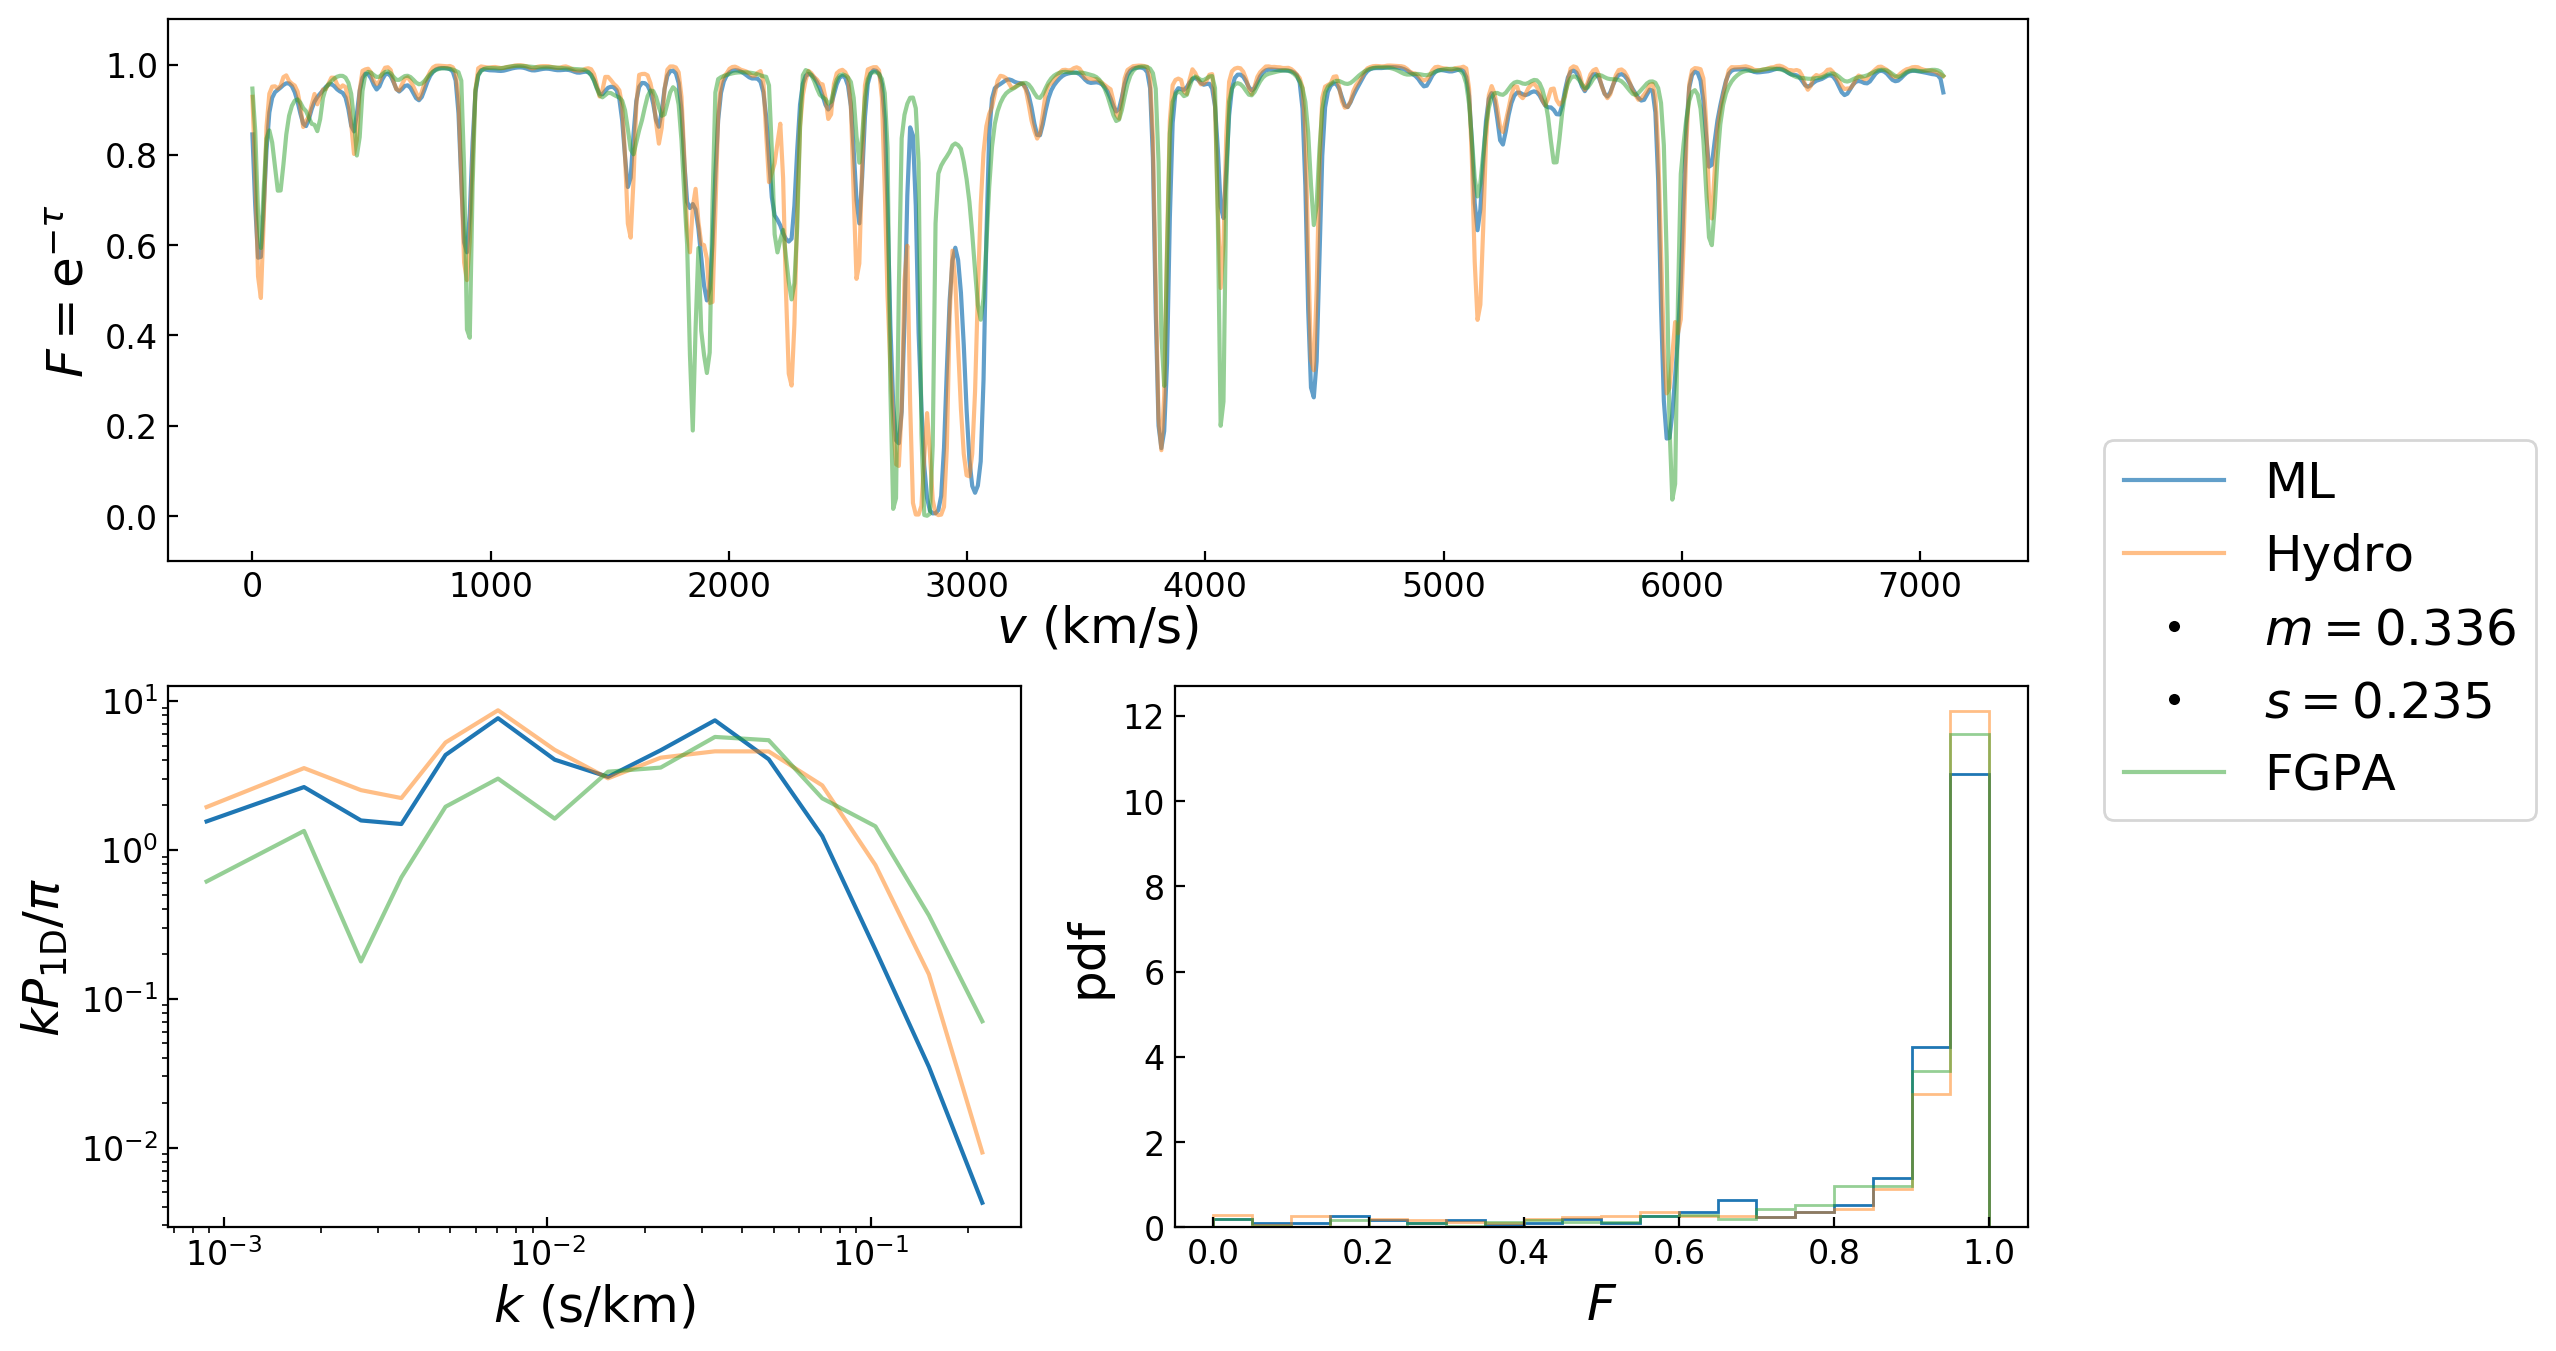 F = e^{−τ}
1.0
0.8
0.6
0.4
0.2
0.0
0 1000 2000 3000 4000 5000 6000 7000
v (km/s)
ML
Hydro
m = 0.336
s = 0.235
FGPA
kP_{1D}/π
10^1
10^0
10^{−1}
10^{−2}
10^{−3} 10^{−2} 10^{−1}
k (s/km)
pdf
12
10
8
6
4
2
0
0.0 0.2 0.4 0.6 0.8 1.0
F